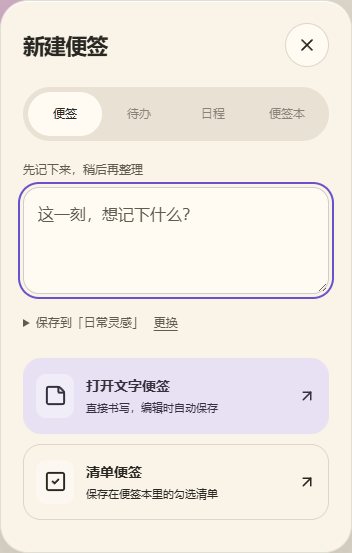 新建便签
便签
待办
日程
便签本
先记下来，稍后再整理
这一刻，想记下什么？
保存到「日常灵感」 更换
打开文字便签
直接书写，编辑时自动保存
清单便签
保存在便签本里的勾选清单